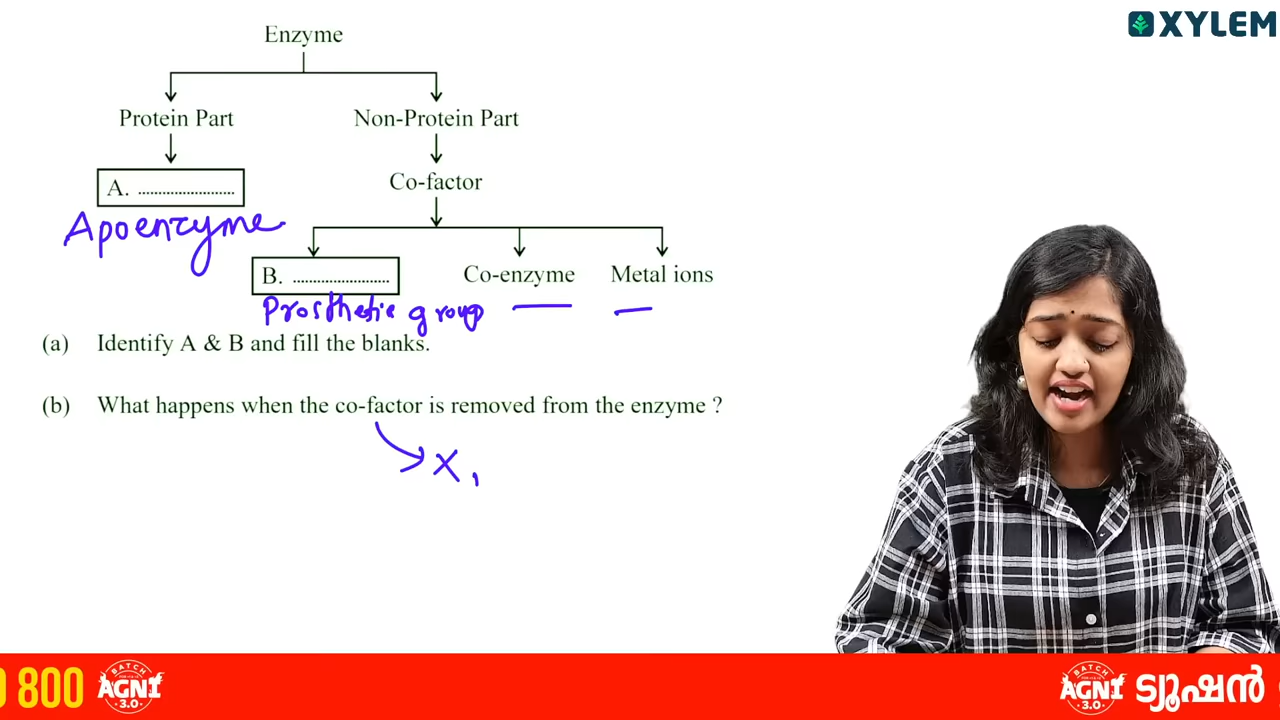 XYLEM
Enzyme
Protein Part
Non-Protein Part
A. ........................
Co-factor
Apoenzyme
B. ........................
Co-enzyme
Metal ions
Prosthetic group
(a) Identify A & B and fill the blanks.
(b) What happens when the co-factor is removed from the enzyme ?
X,
800
BATCH
AGNI
3.0
BATCH
AGNI
3.0
ട്യൂഷൻ